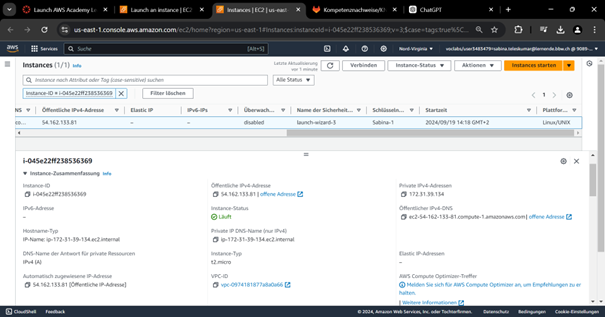 Launch AWS Academy Le
Launch an instance | EC2 | us-e
Instances | EC2 | us-east-1
Kompetenznachweise/K
ChatGPT
us-east-1.console.aws.amazon.com/ec2/home?region=us-east-1#Instances:instanceId=i-045e22ff238536369;v=3;$case=tags:true%5C...
aws
Services
Suche
[Alt+S]
Nord-Virginia
Instances (1/1) Info
Letzte Aktualisierung
vor 1 minute
Verbinden
Instance-Status
Aktionen
Instances starten
Instance nach Attribut oder Tag (case sensitive) suchen
Alle Status
Instance-ID = i-045e22ff238536369
Filter löschen
1
NS
Öffentliche IPv4-Adresse
Elastic IP
IPv6-IPs
Überwach...
Name der Sicherheit...
Schlüsseln...
Startzeit
Plattfor...
co...
54.162.133.81
–
–
disabled
launch-wizard-3
Sabina-1
2024/09/19 14:18 GMT+2
Linux/UNIX
i-045e22ff238536369
Instance-Zusammenfassung Info
Instance-ID
i-045e22ff238536369
Öffentliche IPv4-Adresse
54.162.133.81 | offene Adresse
Private IPv4-Adressen
172.31.39.134
IPv6-Adresse
–
Instance-Status
Läuft
Öffentlicher IPv4-DNS
ec2-54-162-133-81.compute-1.amazonaws.com | offene Adresse
Hostname-Typ
IP-Name: ip-172-31-39-134.ec2.internal
Private IP DNS-Name (nur IPv4)
ip-172-31-39-134.ec2.internal
DNS-Name der Antwort für private Ressourcen
IPv4 (A)
Instance-Typ
t2.micro
Elastic IP-Adressen
–
Automatisch zugewiesene IP-Adresse
54.162.133.81 [Öffentliche IP-Adresse]
VPC-ID
vpc-0974181877a8a0a66
AWS Compute Optimizer-Treffer
Melden Sie sich für AWS Compute Optimizer an, um Empfehlungen zu er
halten.
| Weitere Informationen
CloudShell
Feedback
© 2024, Amazon Web Services, Inc. oder Tochterfirmen.
Datenschutz
Bedingungen
Cookie-Einstellungen